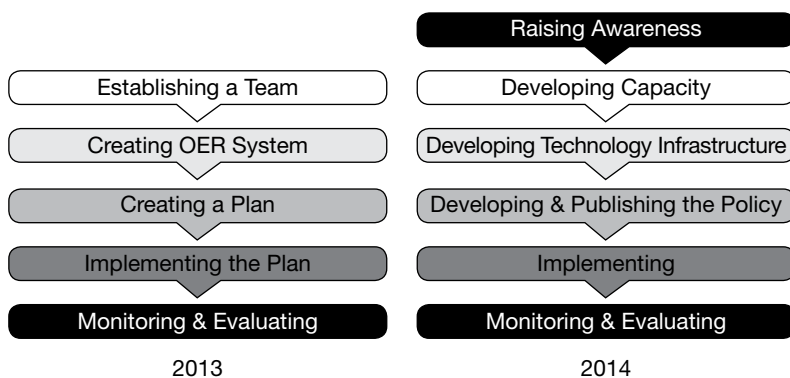 Establishing a Team
Creating OER System
Creating a Plan
Implementing the Plan
Monitoring & Evaluating
2013
Raising Awareness
Developing Capacity
Developing Technology Infrastructure
Developing & Publishing the Policy
Implementing
Monitoring & Evaluating
2014